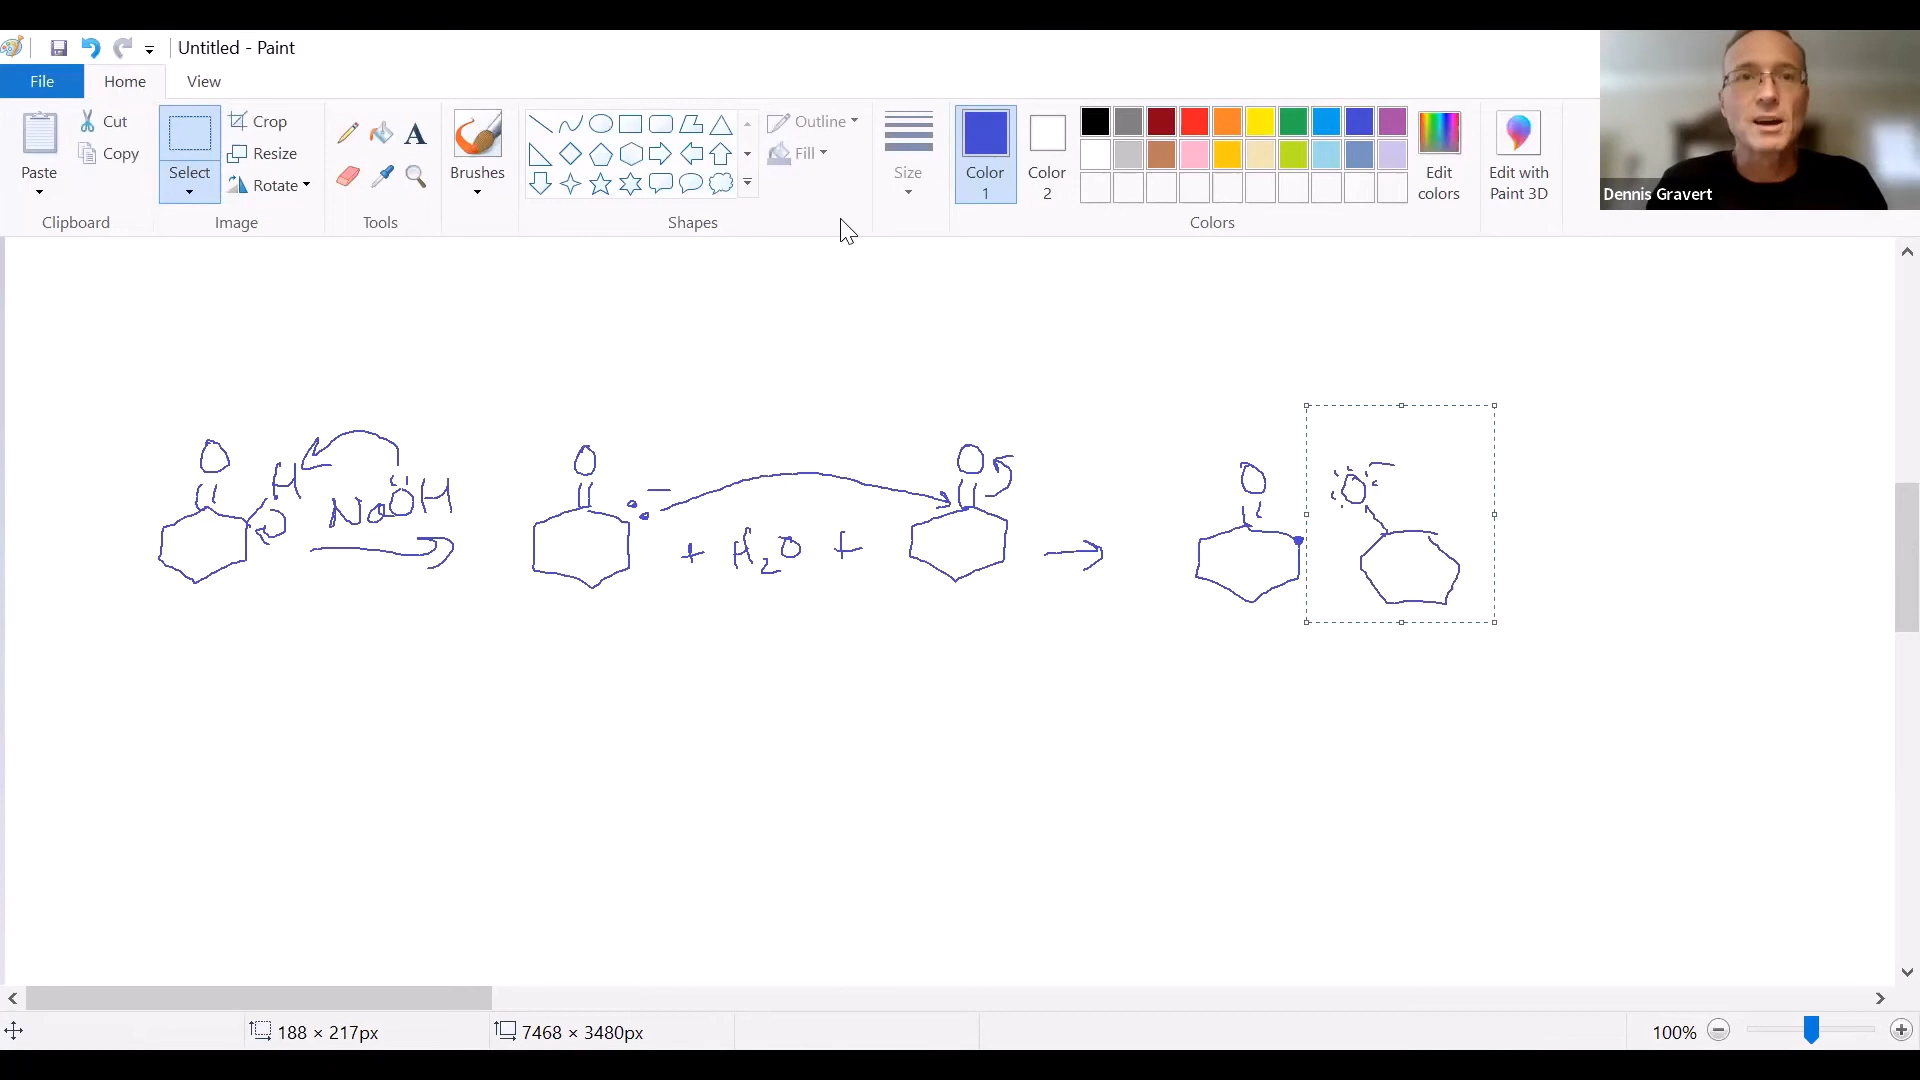 Untitled - Paint
File Home View
Paste
Cut
Copy
Clipboard
Select
Crop
Resize
Rotate
Image
A
Tools
Brushes
Outline
Fill
Shapes
Size
Color 1
Color 2
Edit colors
Colors
Edit with Paint 3D
Dennis Gravert
O H NaÖH
O
+ H2O +
O
O
O
188 × 217px
7468 × 3480px
100%